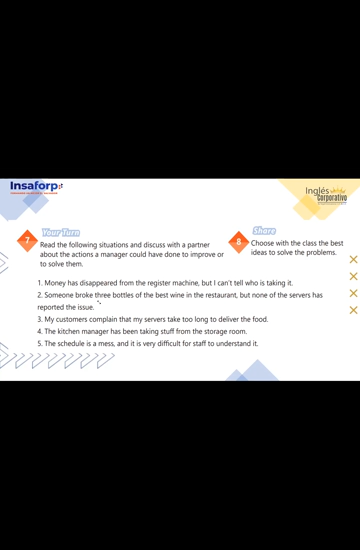 Insaforp
Inglés
Corporativo
7
Your Turn
Read the following situations and discuss with a partner
about the actions a manager could have done to improve or
to solve them.
8
Share
Choose with the class the best
ideas to solve the problems.
1. Money has disappeared from the register machine, but I can't tell who is taking it.
2. Someone broke three bottles of the best wine in the restaurant, but none of the servers has
reported the issue.
3. My customers complain that my servers take too long to deliver the food.
4. The kitchen manager has been taking stuff from the storage room.
5. The schedule is a mess, and it is very difficult for staff to understand it.